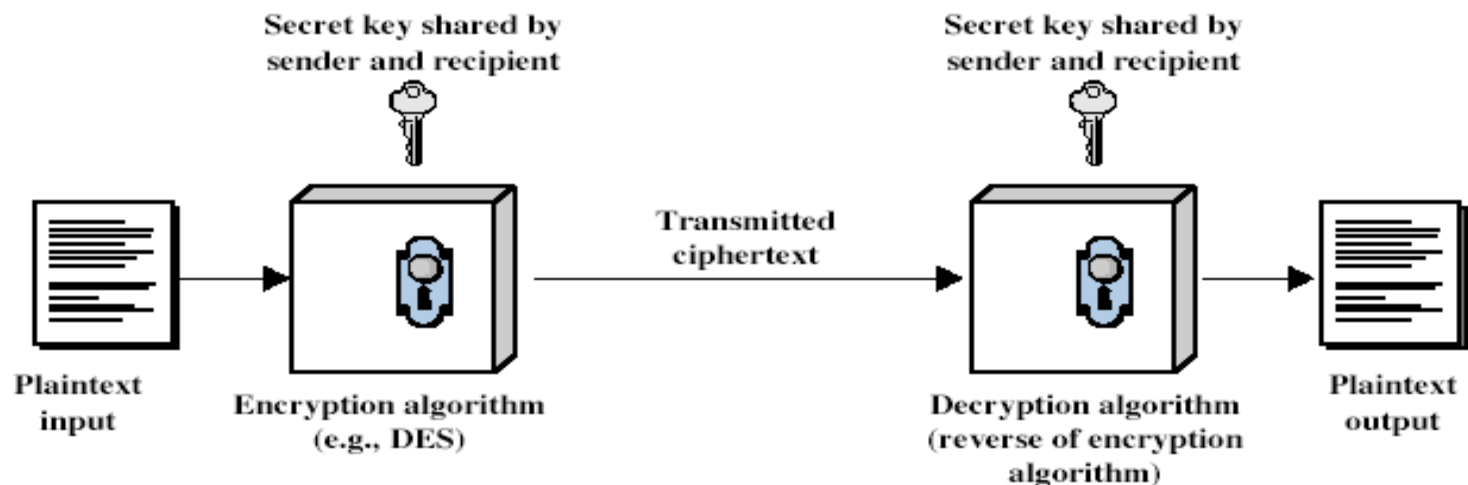 Secret key shared by
sender and recipient
Secret key shared by
sender and recipient
Transmitted
ciphertext
Plaintext
input
Encryption algorithm
(e.g., DES)
Decryption algorithm
(reverse of encryption
algorithm)
Plaintext
output